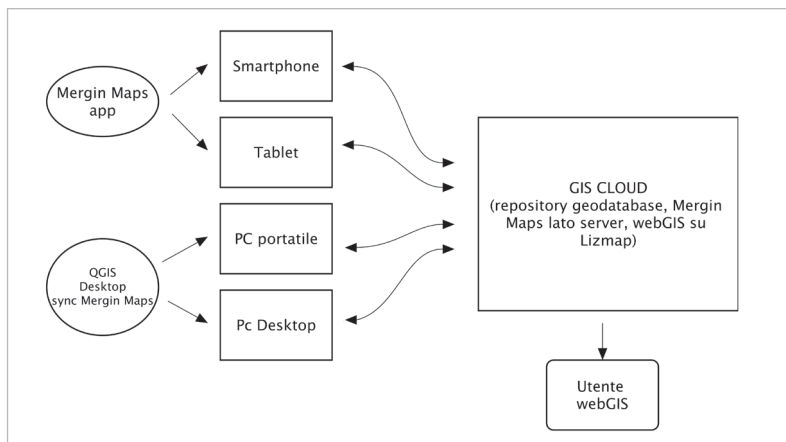 Mergin Maps
app
Smartphone
Tablet
QGIS
Desktop
sync Mergin Maps
PC portatile
Pc Desktop
GIS CLOUD
(repository geodatabase, Mergin
Maps lato server, webGIS su
Lizmap)
Utente
webGIS